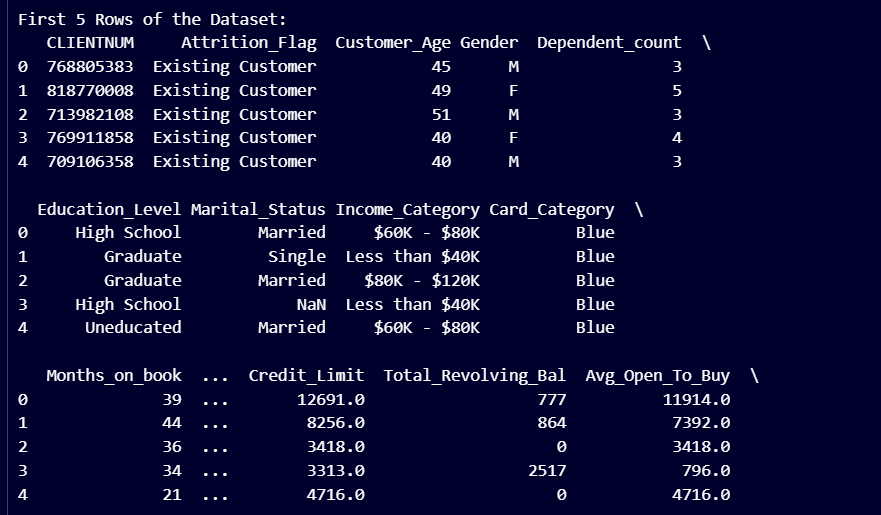 First 5 Rows of the Dataset:
   CLIENTNUM     Attrition_Flag  Customer_Age Gender  Dependent_count  \
0  768805383  Existing Customer            45      M                3
1  818770008  Existing Customer            49      F                5
2  713982108  Existing Customer            51      M                3
3  769911858  Existing Customer            40      F                4
4  709106358  Existing Customer            40      M                3

  Education_Level Marital_Status Income_Category Card_Category  \
0     High School        Married     $60K - $80K          Blue
1        Graduate         Single  Less than $40K          Blue
2        Graduate        Married    $80K - $120K          Blue
3     High School            NaN  Less than $40K          Blue
4      Uneducated        Married     $60K - $80K          Blue

   Months_on_book  ...  Credit_Limit  Total_Revolving_Bal  Avg_Open_To_Buy  \
0              39  ...       12691.0                  777          11914.0
1              44  ...        8256.0                  864           7392.0
2              36  ...        3418.0                    0           3418.0
3              34  ...        3313.0                 2517            796.0
4              21  ...        4716.0                    0           4716.0